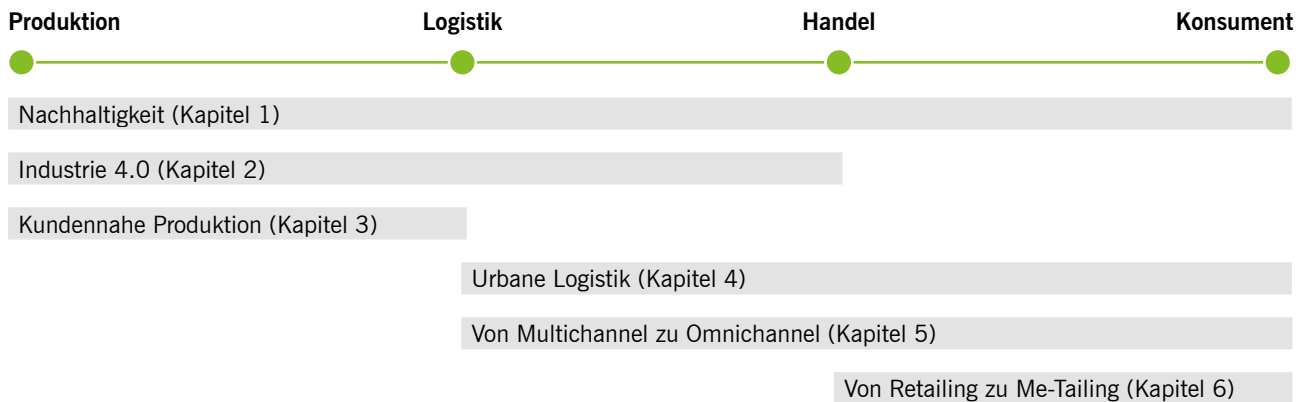 Produktion Logistik Handel Konsument
Nachhaltigkeit (Kapitel 1)
Industrie 4.0 (Kapitel 2)
Kundennahe Produktion (Kapitel 3)
Urbane Logistik (Kapitel 4)
Von Multichannel zu Omnichannel (Kapitel 5)
Von Retailing zu Me-Tailing (Kapitel 6)